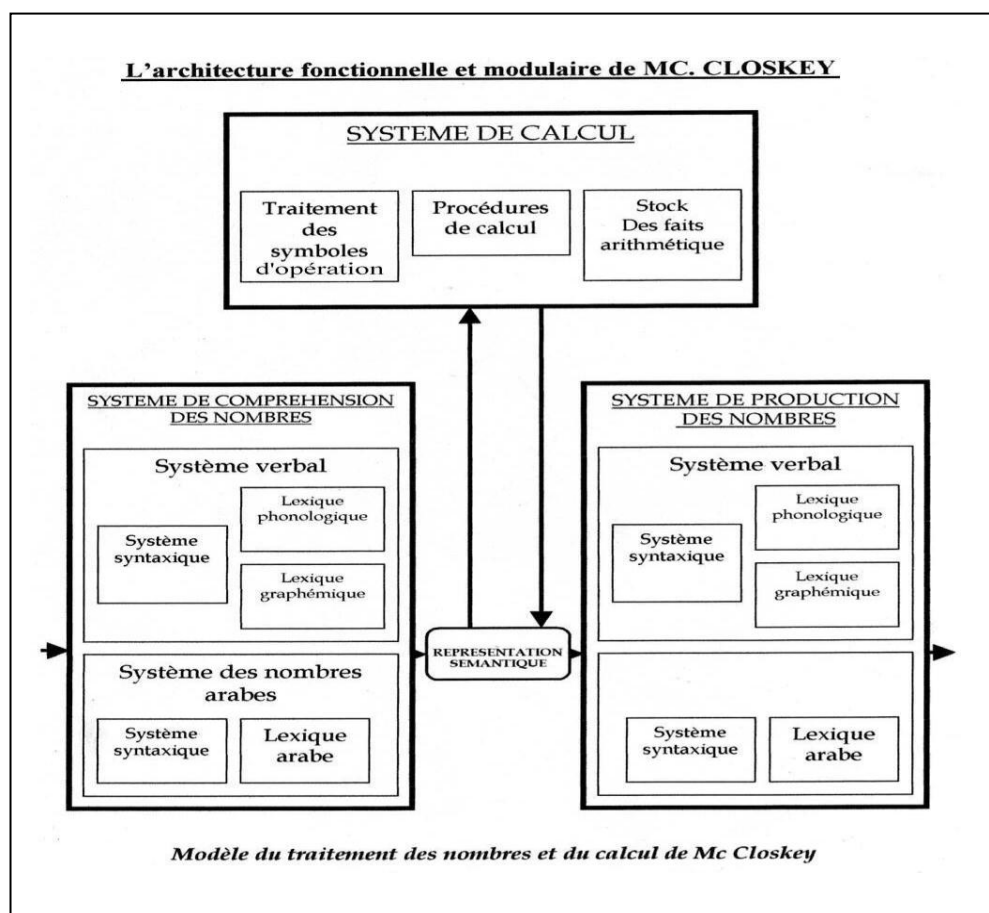 L'architecture fonctionnelle et modulaire de MC. CLOSKEY
SYSTEME DE CALCUL
Traitement
des
symboles
d'opération
Procédures
de calcul
Stock
Des faits
arithmétique
SYSTEME DE COMPREHENSION
DES NOMBRES
Système verbal
Système
syntaxique
Lexique
phonologique
Lexique
graphémique
Système des nombres
arabes
Système
syntaxique
Lexique
arabe
REPRESENTATION
SEMANTIQUE
SYSTEME DE PRODUCTION
DES NOMBRES
Système verbal
Système
syntaxique
Lexique
phonologique
Lexique
graphémique
Système
syntaxique
Lexique
arabe
Modèle du traitement des nombres et du calcul de Mc Closkey